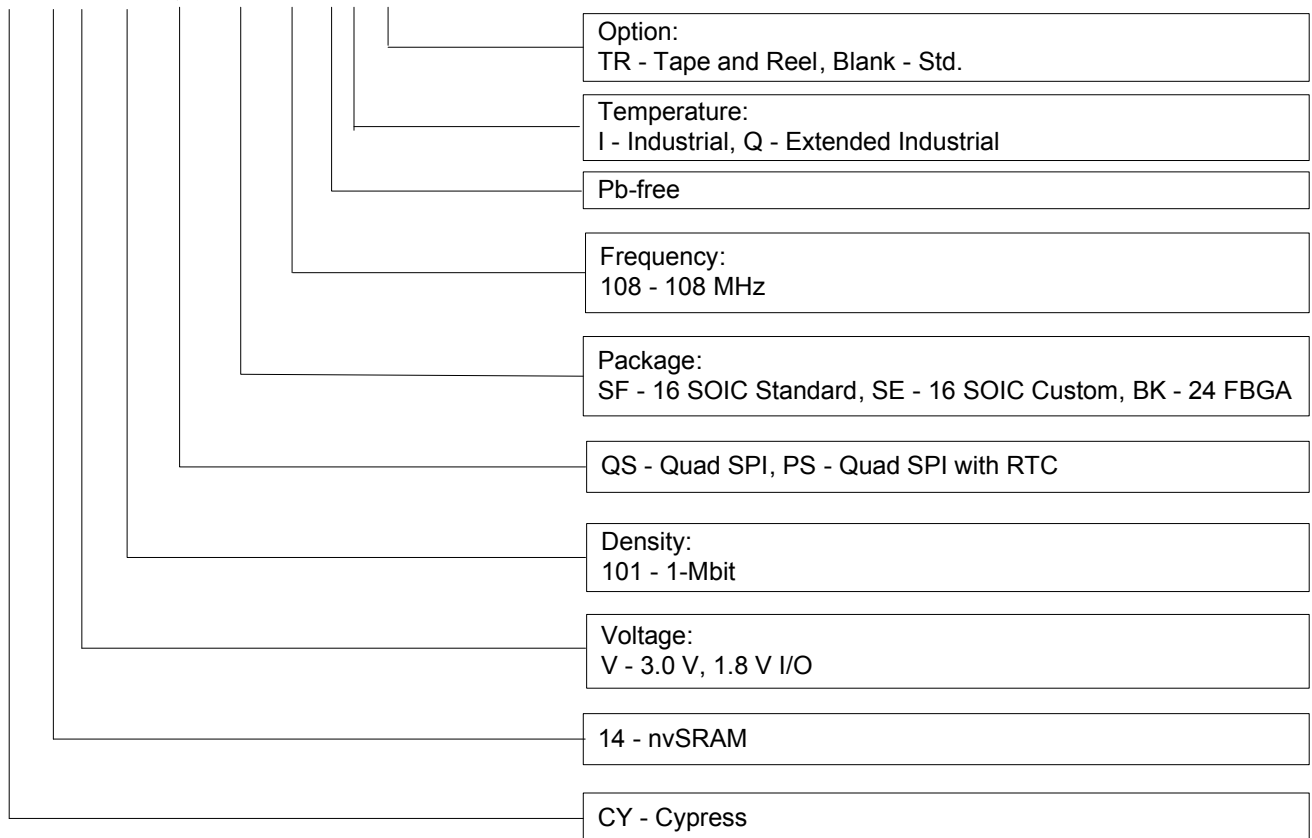 Option:
TR - Tape and Reel, Blank - Std.
Temperature:
I - Industrial, Q - Extended Industrial
Pb-free
Frequency:
108 - 108 MHz
Package:
SF - 16 SOIC Standard, SE - 16 SOIC Custom, BK - 24 FBGA
QS - Quad SPI, PS - Quad SPI with RTC
Density:
101 - 1-Mbit
Voltage:
V - 3.0 V, 1.8 V I/O
14 - nvSRAM
CY - Cypress